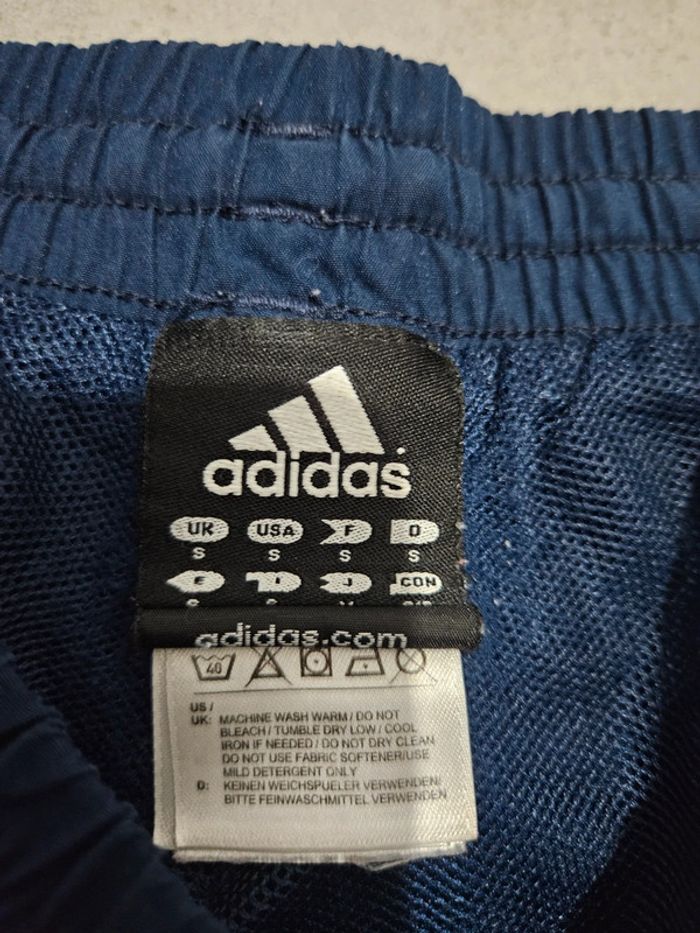 adidas
UK USA F D
S S S S
E I J CON
adidas.com
40
US /
UK: MACHINE WASH WARM / DO NOT
BLEACH / TUMBLE DRY LOW / COOL
IRON IF NEEDED / DO NOT DRY CLEAN
DO NOT USE FABRIC SOFTENER/USE
MILD DETERGENT ONLY
D: KEINEN WEICHSPUELER VERWENDEN/
BITTE FEINWASCHMITTEL VERWENDEN